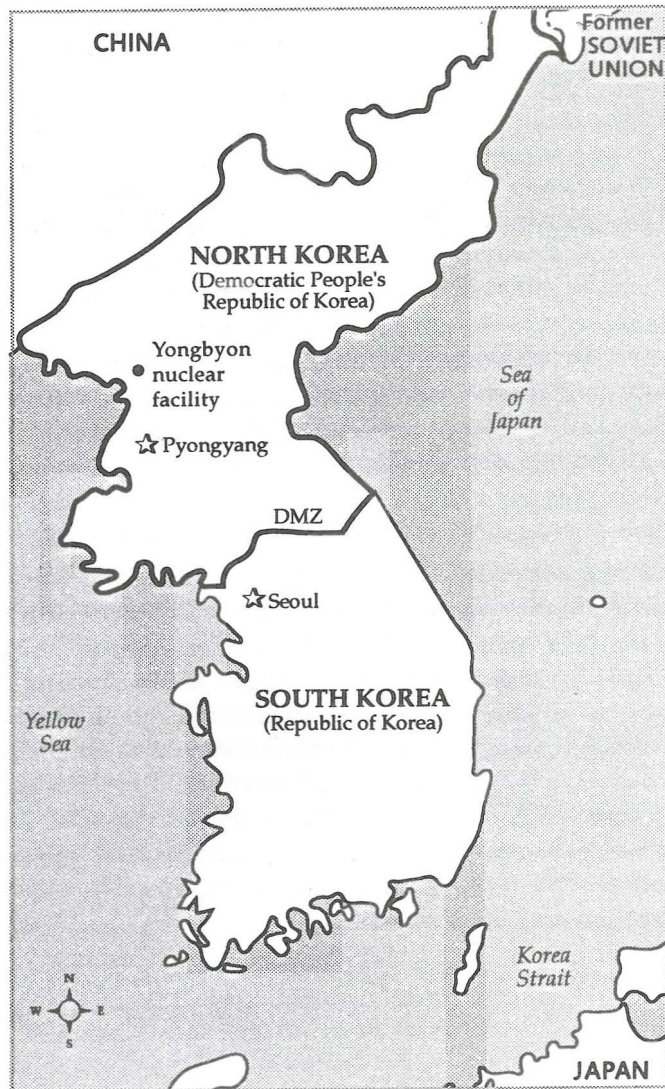 CHINA
Former
SOVIET
UNION
NORTH KOREA
(Democratic People's
Republic of Korea)
Yongbyon
nuclear
facility
Sea
of
Japan
Pyongyang
DMZ
Seoul
SOUTH KOREA
(Republic of Korea)
Yellow
Sea
Korea
Strait
N
W E
S
JAPAN